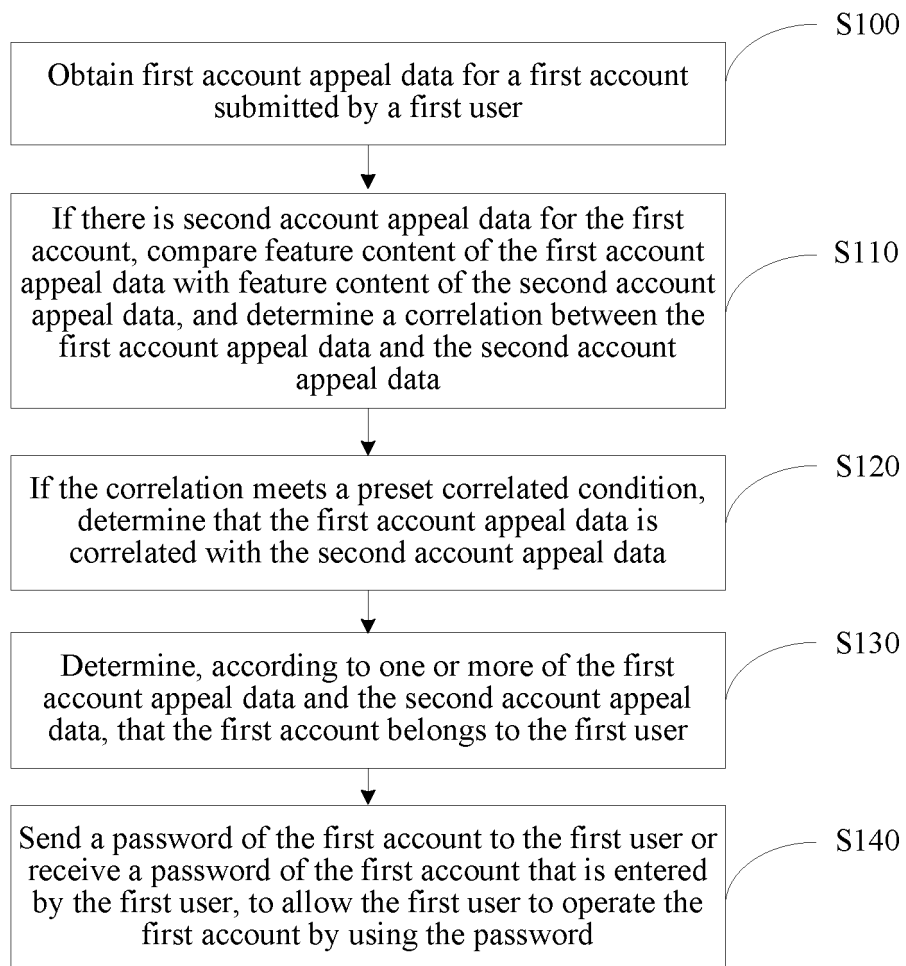 S100
Obtain first account appeal data for a first account
submitted by a first user
If there is second account appeal data for the first
account, compare feature content of the first account
appeal data with feature content of the second account
appeal data, and determine a correlation between the
first account appeal data and the second account
appeal data
S110
If the correlation meets a preset correlated condition,
determine that the first account appeal data is
correlated with the second account appeal data
S120
Determine, according to one or more of the first
account appeal data and the second account appeal
data, that the first account belongs to the first user
S130
Send a password of the first account to the first user or
receive a password of the first account that is entered
by the first user, to allow the first user to operate the
first account by using the password
S140